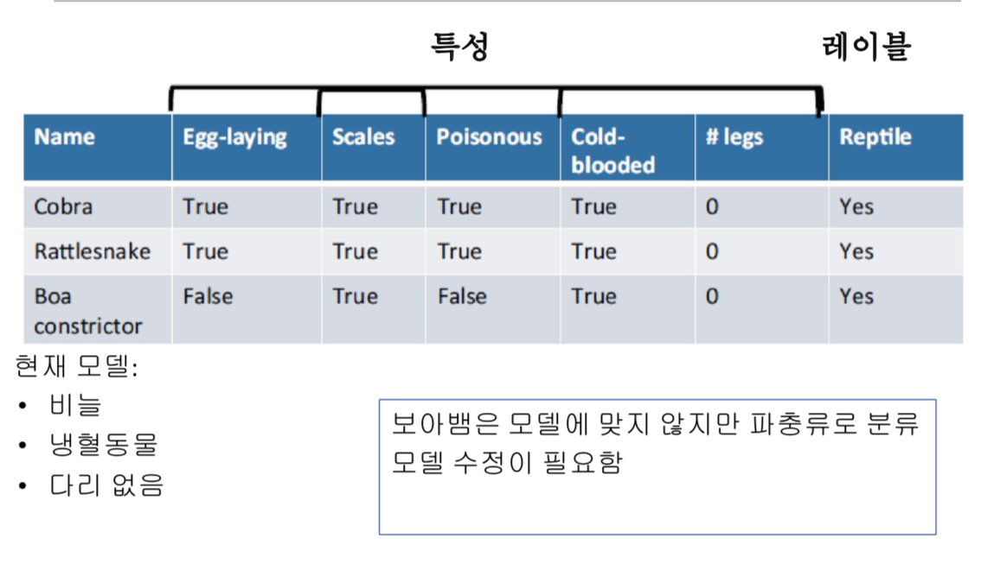 특성 레이블
Name Egg-laying Scales Poisonous Cold-blooded # legs Reptile
Cobra True True True True 0 Yes
Rattlesnake True True True True 0 Yes
Boa constrictor False True False True 0 Yes
현재 모델:
• 비늘
• 냉혈동물
• 다리 없음
보아뱀은 모델에 맞지 않지만 파충류로 분류
모델 수정이 필요함